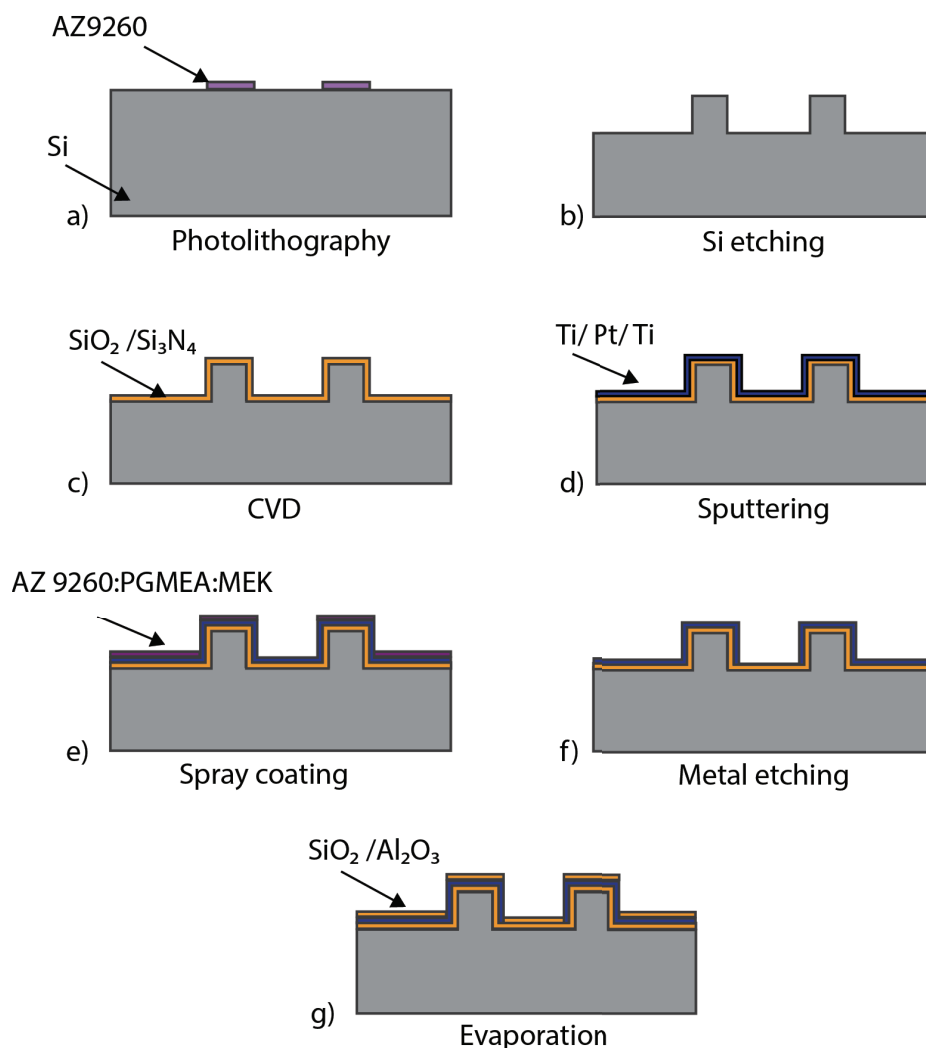 AZ9260
Si
a)
Photolithography
b)
Si etching
SiO₂ /Si₃N₄
c)
CVD
Ti/ Pt/ Ti
d)
Sputtering
AZ 9260:PGMEA:MEK
e)
Spray coating
f)
Metal etching
SiO₂ /Al₂O₃
g)
Evaporation